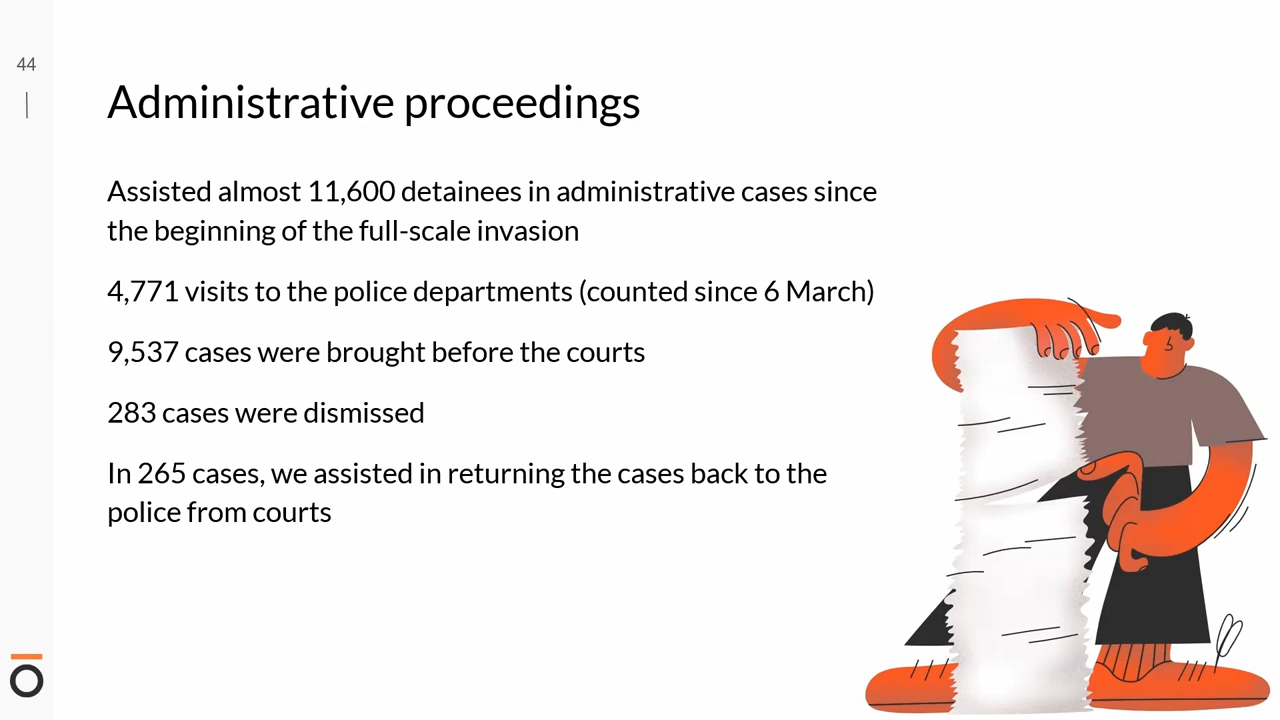 44
Administrative proceedings
Assisted almost 11,600 detainees in administrative cases since
the beginning of the full-scale invasion
4,771 visits to the police departments (counted since 6 March)
9,537 cases were brought before the courts
283 cases were dismissed
In 265 cases, we assisted in returning the cases back to the
police from courts